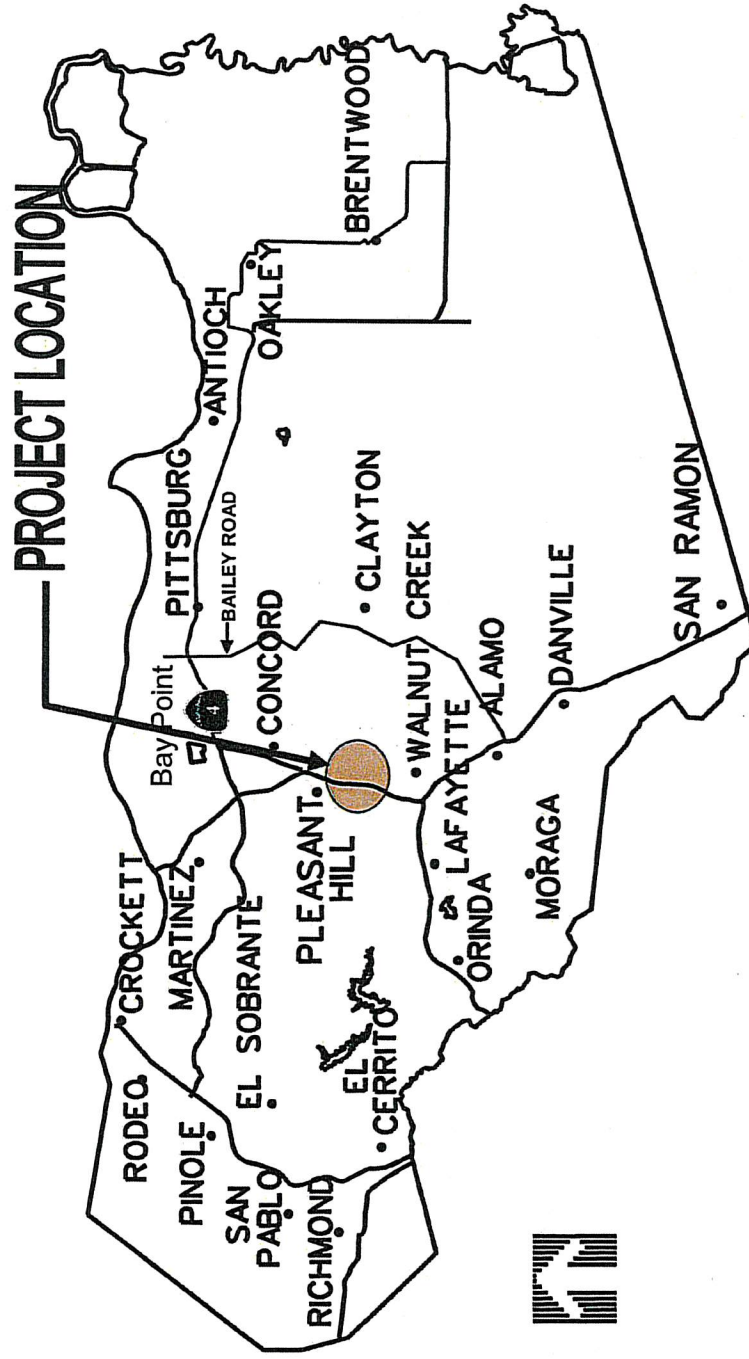 PROJECT LOCATION
CROCKETT
RODEO
MARTINEZ
PINOLE
EL SOBRANTE
SAN
PABLO
RICHMOND
EL
CERRITO
Bay Point
4
PITTSBURG
ANTIOCH
OAKLEY
BRENTWOOD
BAILEY ROAD
CONCORD
PLEASANT
HILL
CLAYTON
WALNUT
CREEK
LAFAYETTE
ORINDA
ALAMO
MORAGA
DANVILLE
SAN RAMON